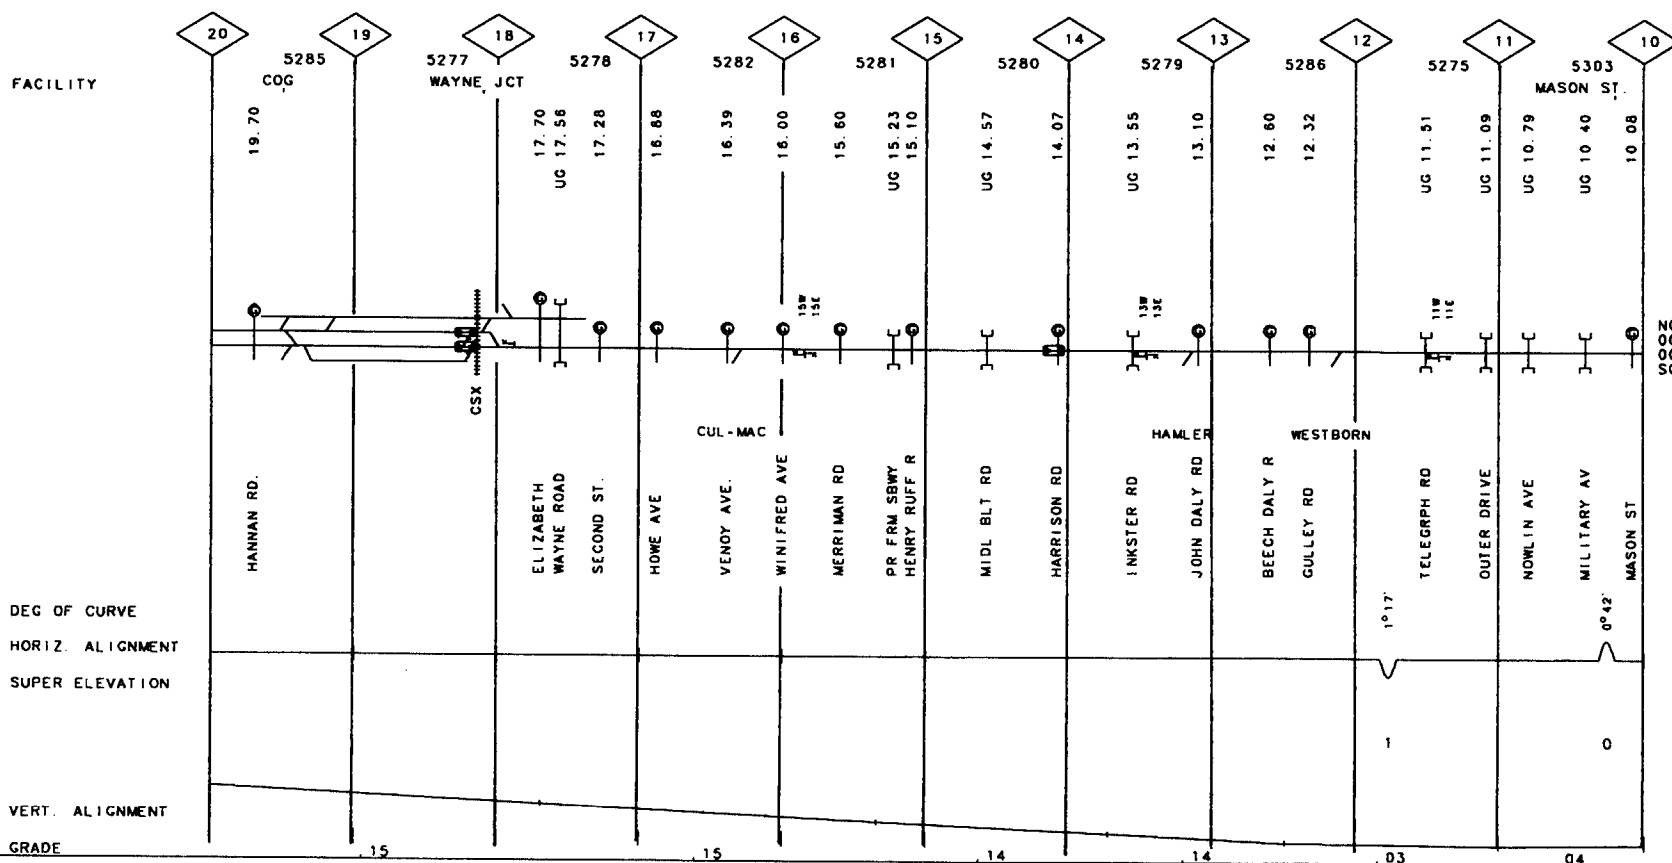 20 19 18 17 16 15 14 13 12 11 10
5285 5277 5278 5282 5281 5280 5279 5286 5275 5303
FACILITY COG WAYNE JCT MASON ST.
19.70
17.70
UG 17.56
17.28
16.88
16.39
16.00
15.60
UG 15.23
15.10
UG 14.57
14.07
UG 13.55
13.10
12.60
12.32
UG 11.51
UG 11.09
UG 10.79
UG 10.40
10.08
15W
15E
13W
13E
11W
11E
CSX
CUL-MAC HAMLER WESTBORN
HANNAN RD.
ELIZABETH
WAYNE ROAD
SECOND ST.
HOWE AVE
VENOY AVE.
WINIFRED AVE
MERRIMAN RD
PR FRM SBWY
HENRY RUFF R
MIDL BLT RD
HARRISON RD
INKSTER RD
JOHN DALY RD
BEECH DALY R
GULLEY RD
TELEGRPH RD
OUTER DRIVE
NOWLIN AVE
MILITARY AV
MASON ST
DEG OF CURVE 1°17' 0°42'
HORIZ. ALIGNMENT
SUPER ELEVATION
1 0
VERT. ALIGNMENT
GRADE .15 .15 .14 .14 .03 .04